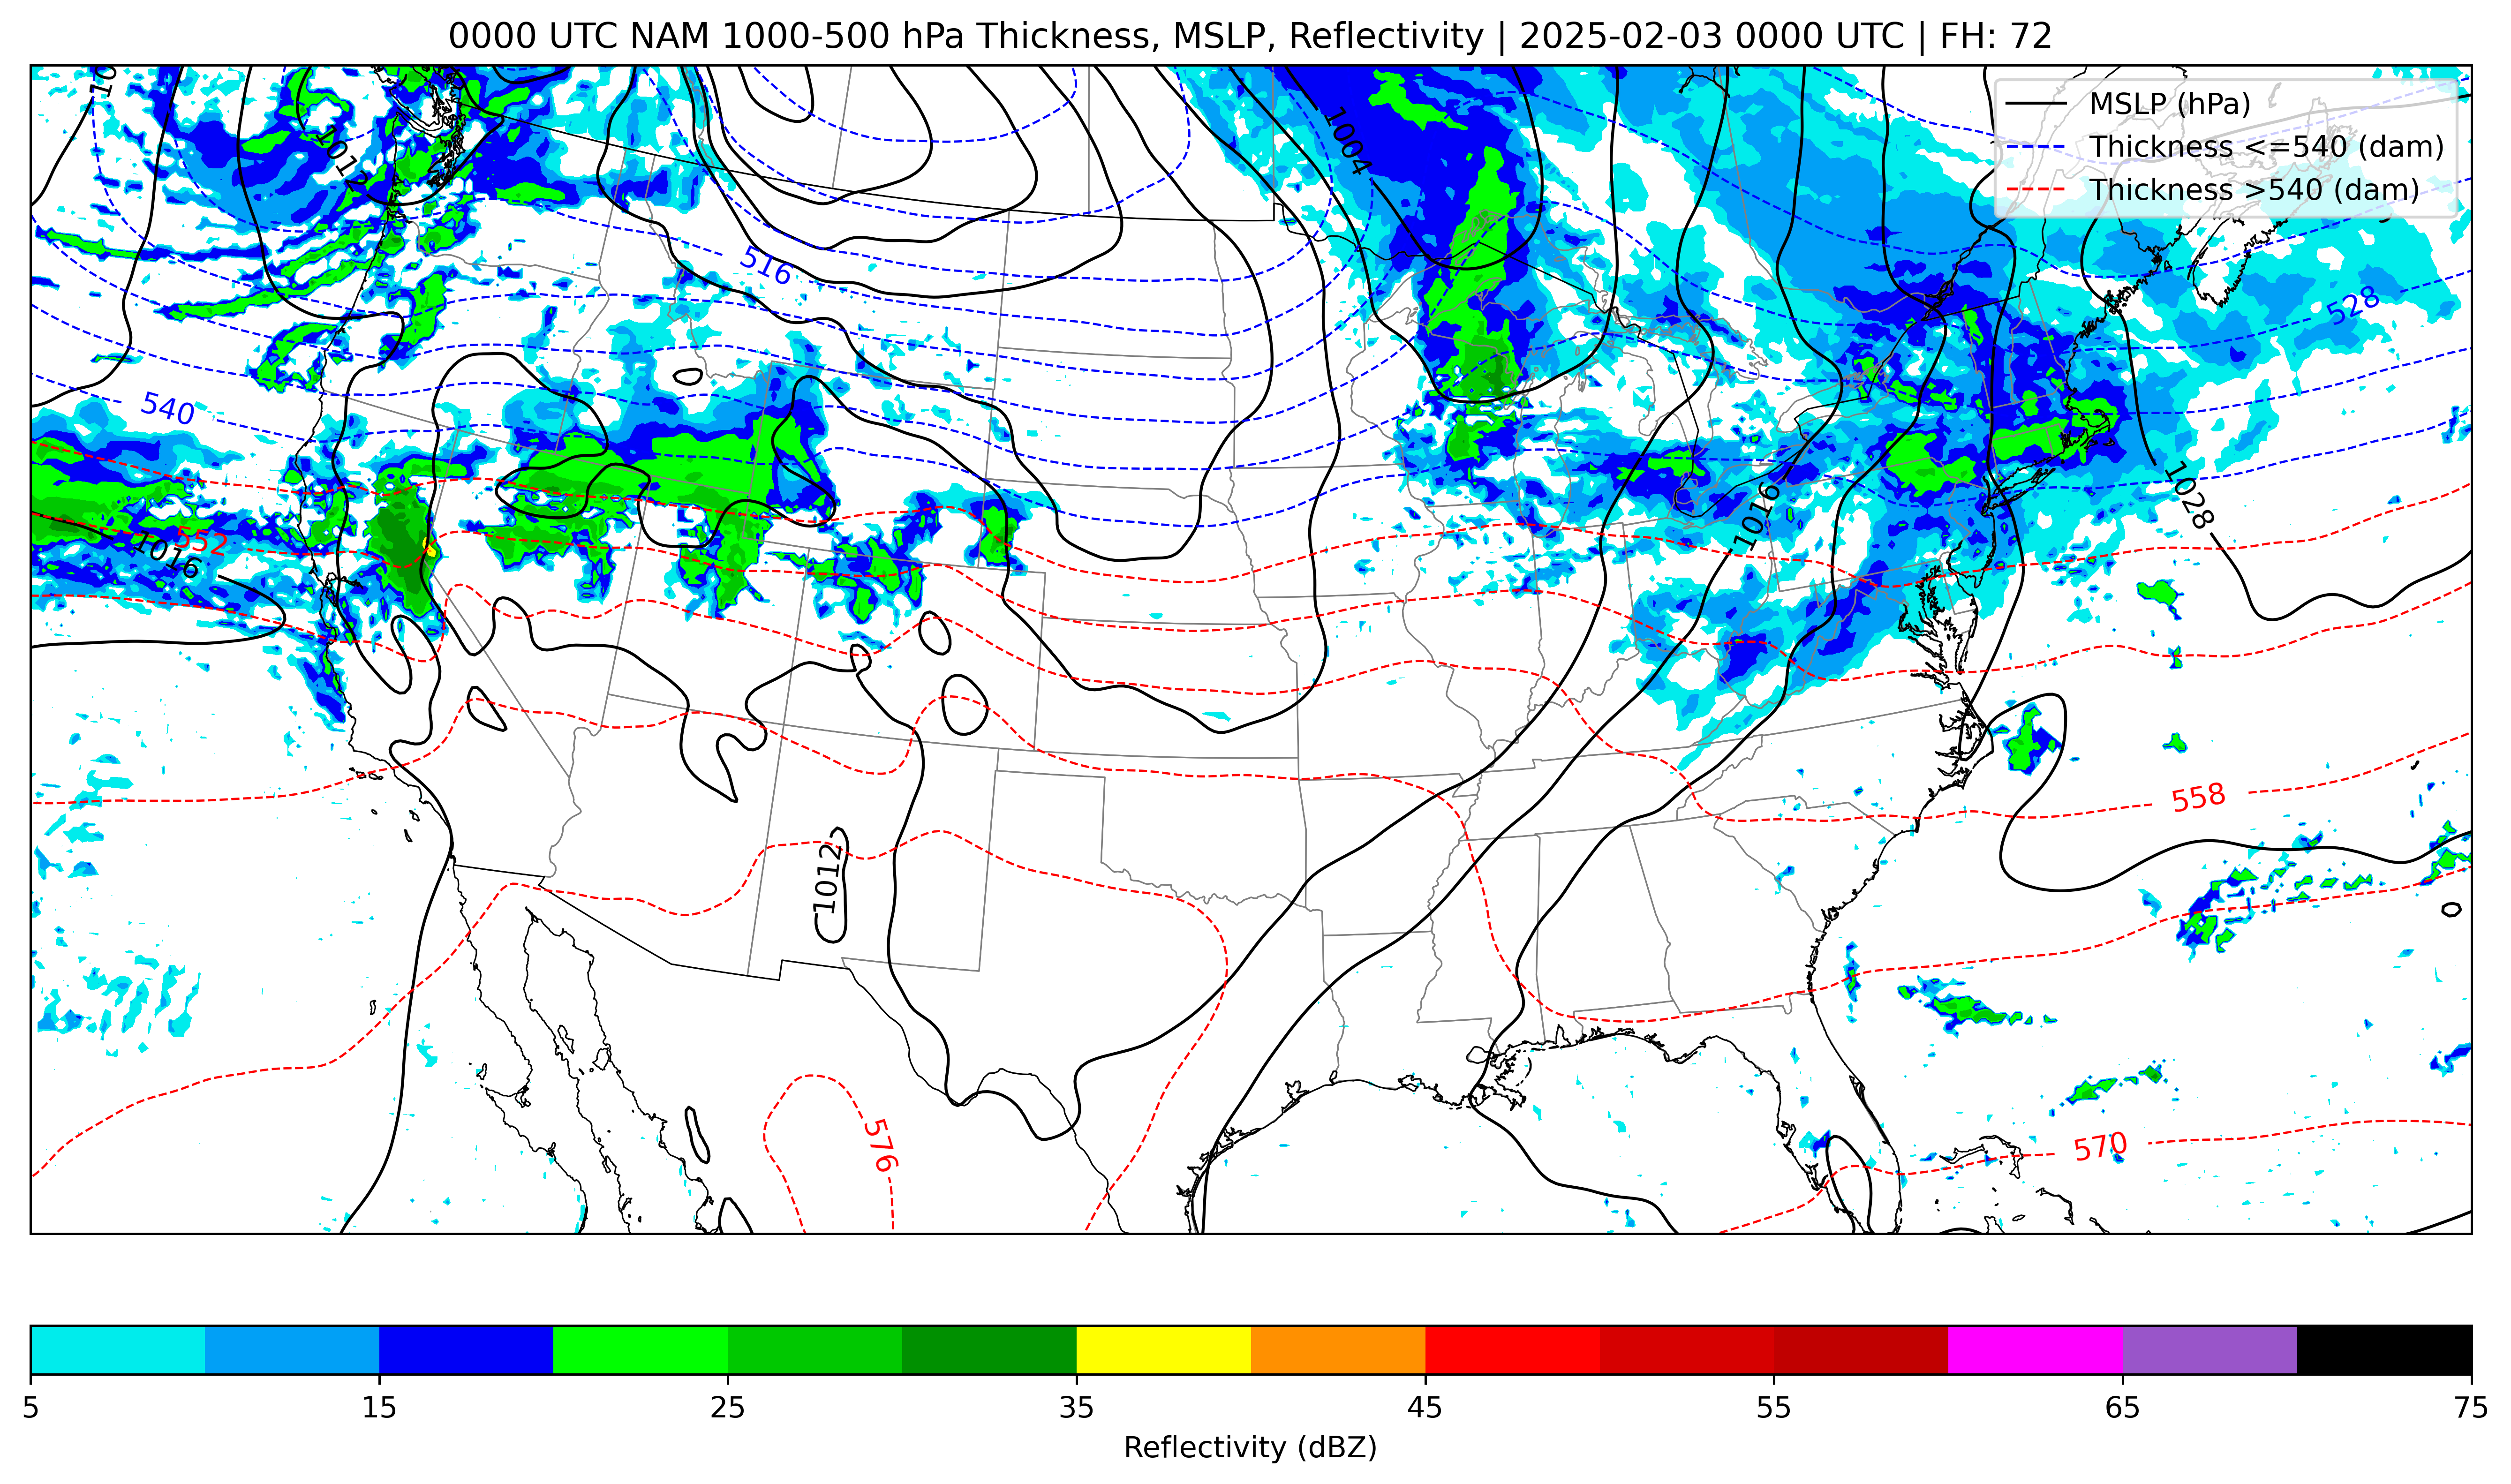 0000 UTC NAM 1000-500 hPa Thickness, MSLP, Reflectivity | 2025-02-03 0000 UTC | FH: 72
MSLP (hPa)
Thickness <=540 (dam)
Thickness >540 (dam)
10
1012
1004
516
528
540
552
1016
1016
1028
558
1012
576
570
5 15 25 35 45 55 65 75
Reflectivity (dBZ)